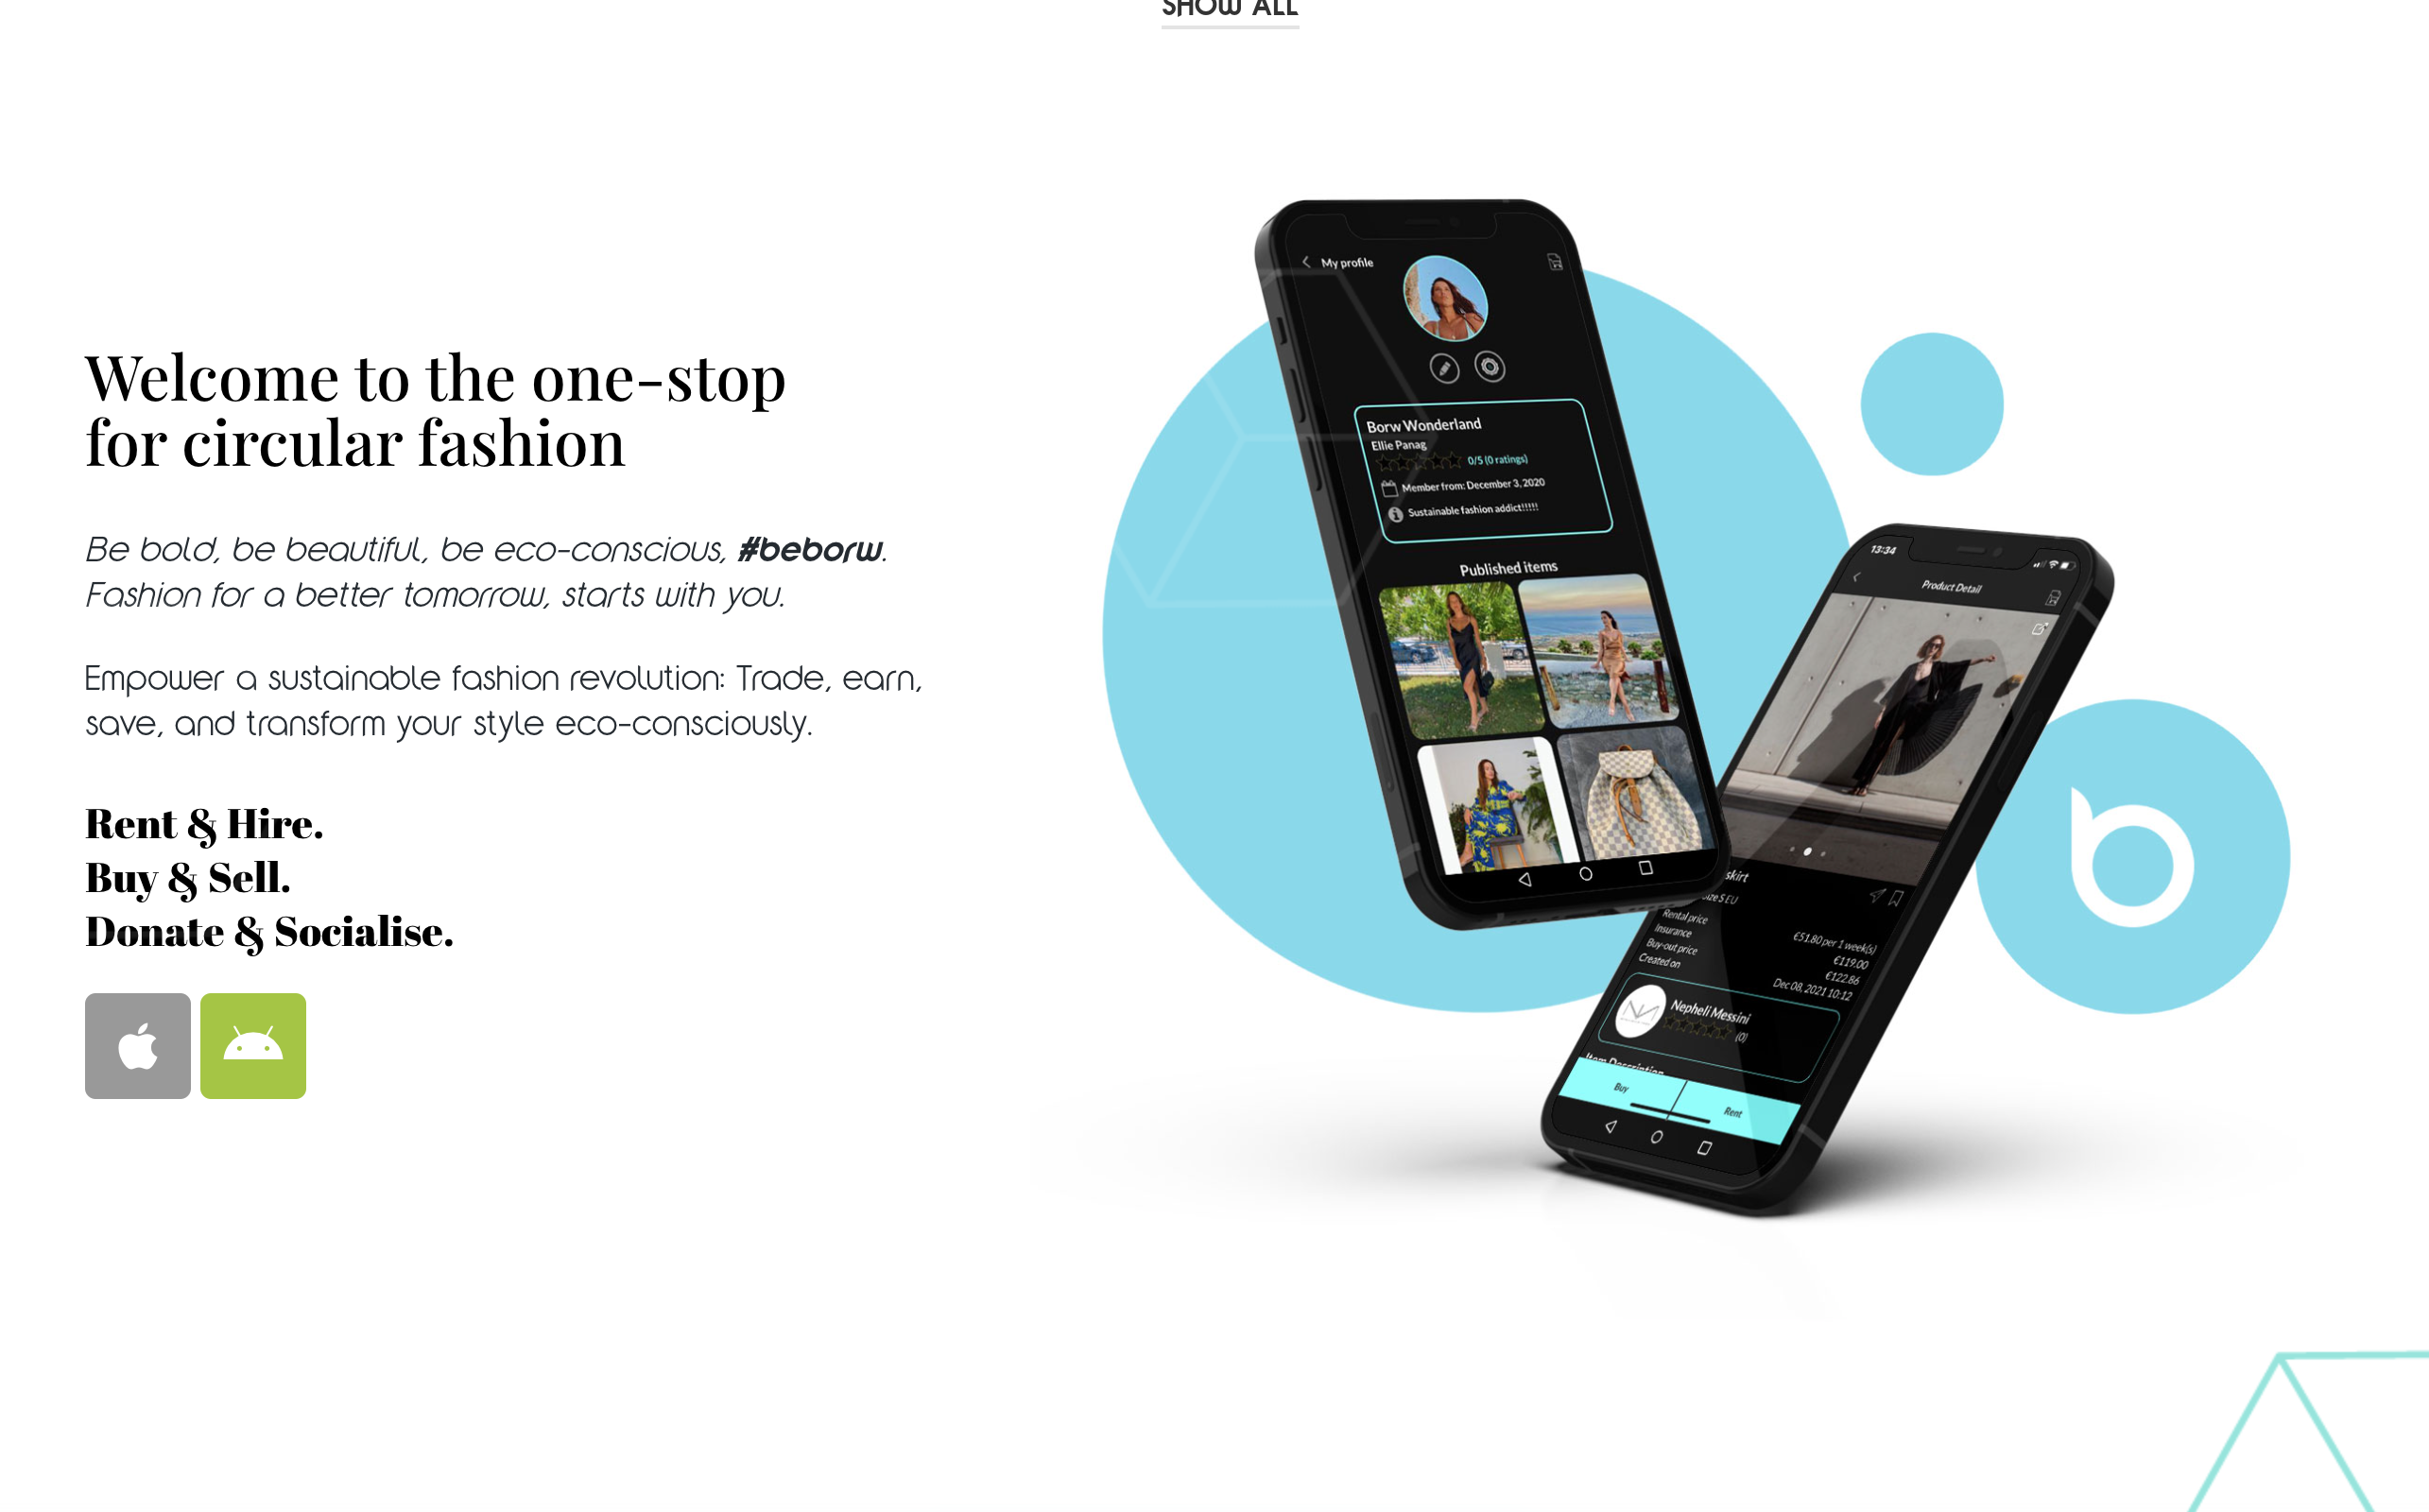 SHOW ALL
Welcome to the one-stop
for circular fashion
Be bold, be beautiful, be eco-conscious, #beborw.
Fashion for a better tomorrow, starts with you.
Empower a sustainable fashion revolution: Trade, earn,
save, and transform your style eco-consciously.
Rent & Hire.
Buy & Sell.
Donate & Socialise.
My profile
Borw Wonderland
Ellie Panag
0/5 (0 ratings)
Member from: December 3, 2020
Sustainable fashion addict!!!!!
Published items
13:34
Product Detail
skirt
size S EU
Rental price €51.80 per 1 week(s)
Insurance €119.00
Buy-out price €122.86
Created on Dec 08, 2021 10:12
Nepheli Messini
(0)
Item Description
Buy Rent
b